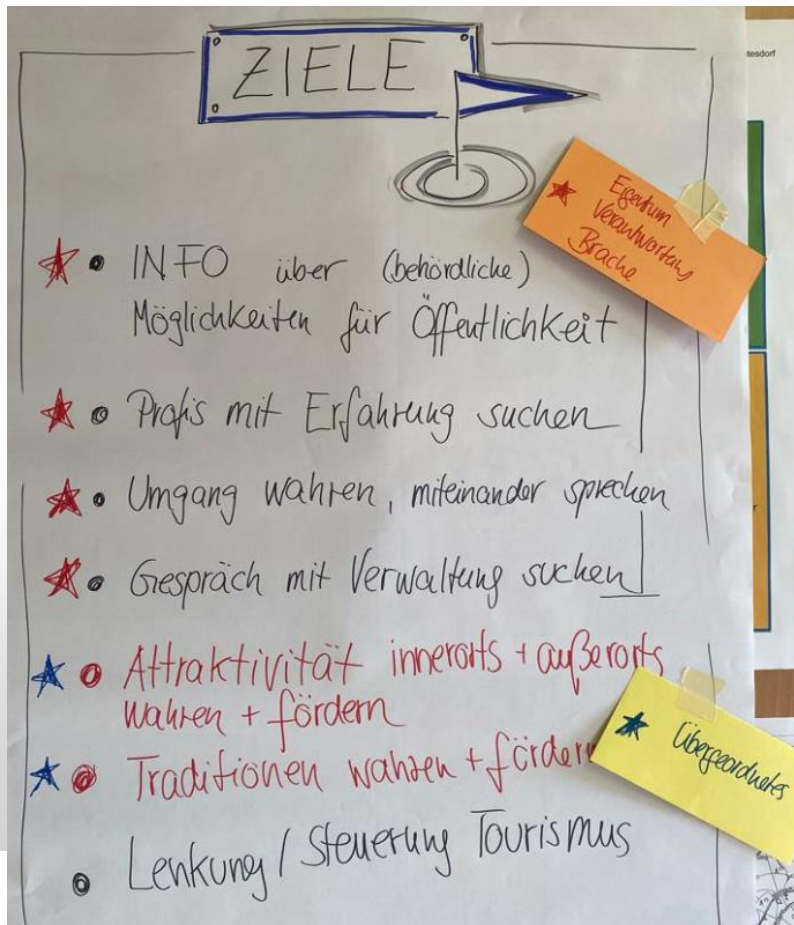 ZIELE
tesdorf
Eigentum
Verantwortung
Brache
• INFO über (behördliche)
Möglichkeiten für Öffentlichkeit
• Profis mit Erfahrung suchen
• Umgang wahren, miteinander sprechen
• Gespräch mit Verwaltung suchen
• Attraktivität innerorts + außerorts
wahren + fördern
• Traditionen wahren + fördern
Übergeordnetes
• Lenkung / Steuerung Tourismus